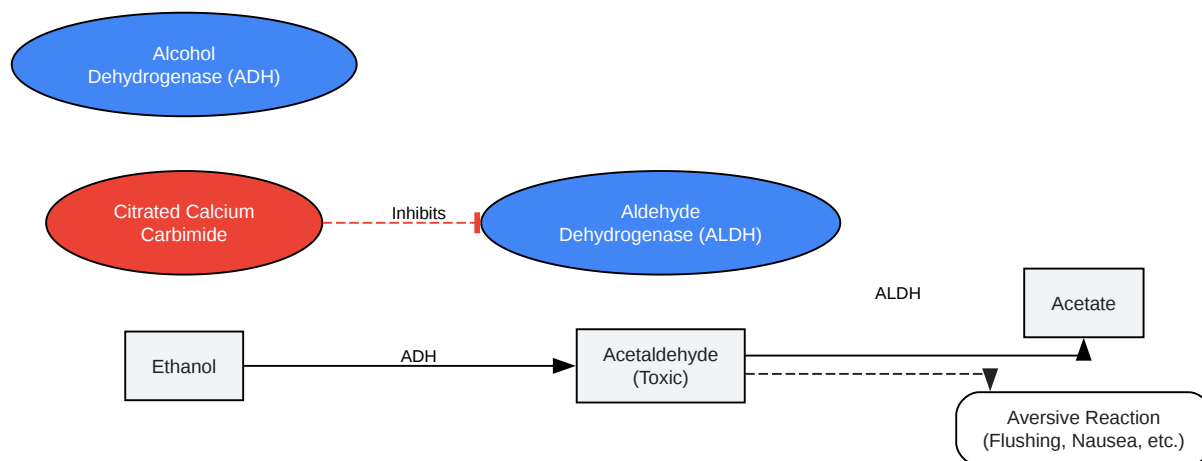 Alcohol
Dehydrogenase (ADH)
Citrated Calcium
Carbimide
Inhibits
Aldehyde
Dehydrogenase (ALDH)
ALDH
Acetate
Ethanol
ADH
Acetaldehyde
(Toxic)
Aversive Reaction
(Flushing, Nausea, etc.)